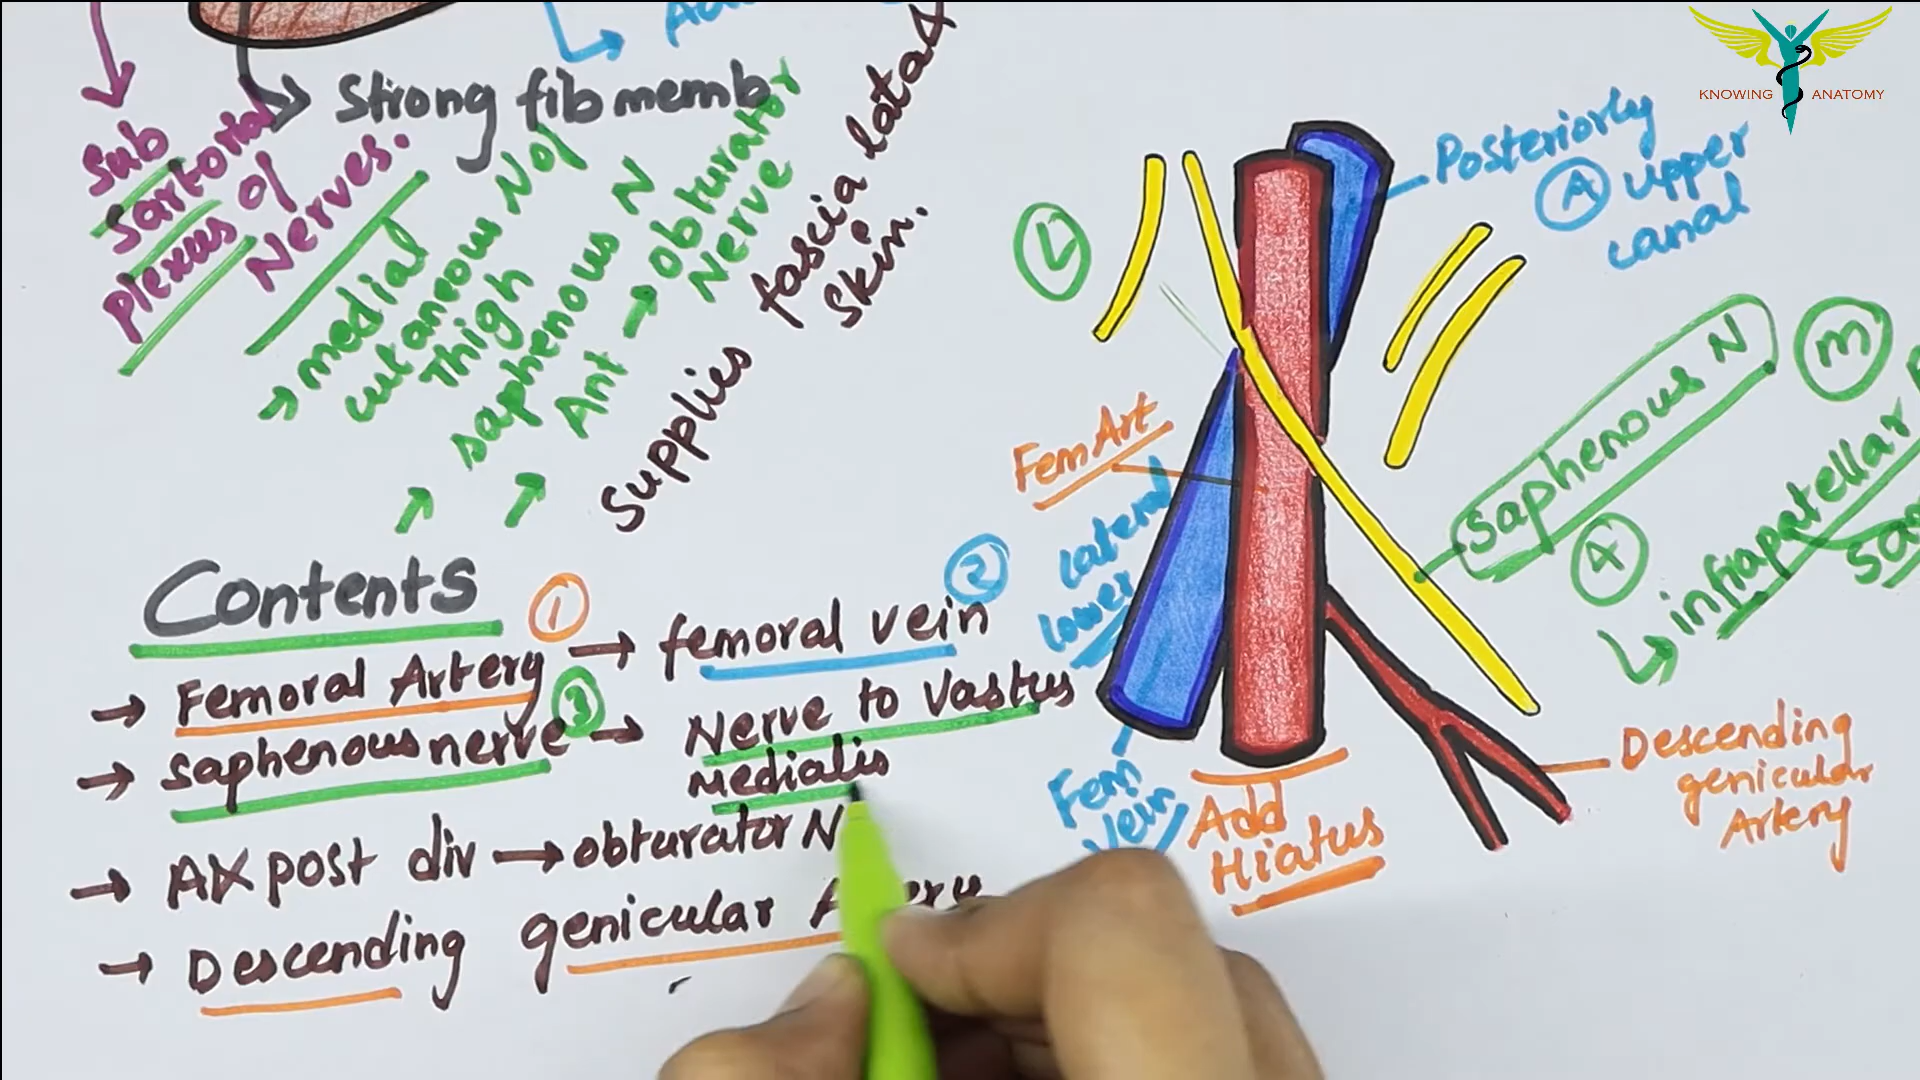 Strong fib memb
Sub
Sartorial
plexus of
Nerves.
→ medial
cutaneous N of
Thigh
saphenous N
Ant → obturator
Nerve
Supplies fascia lata &
Skin.
Contents
1
→ Femoral Artery
→ femoral vein
2
→ saphenous nerve
3
→ Nerve to Vastus
medialis
→ AX post div → obturator N
→ Descending genicular
KNOWING ANATOMY
Posteriorly
A upper
canal
L
Fem Art
lateral
lower
Fem
Vein
Add
Hiatus
saphenous N
m
A
↳ infrapatellar
Descending
genicular
Artery